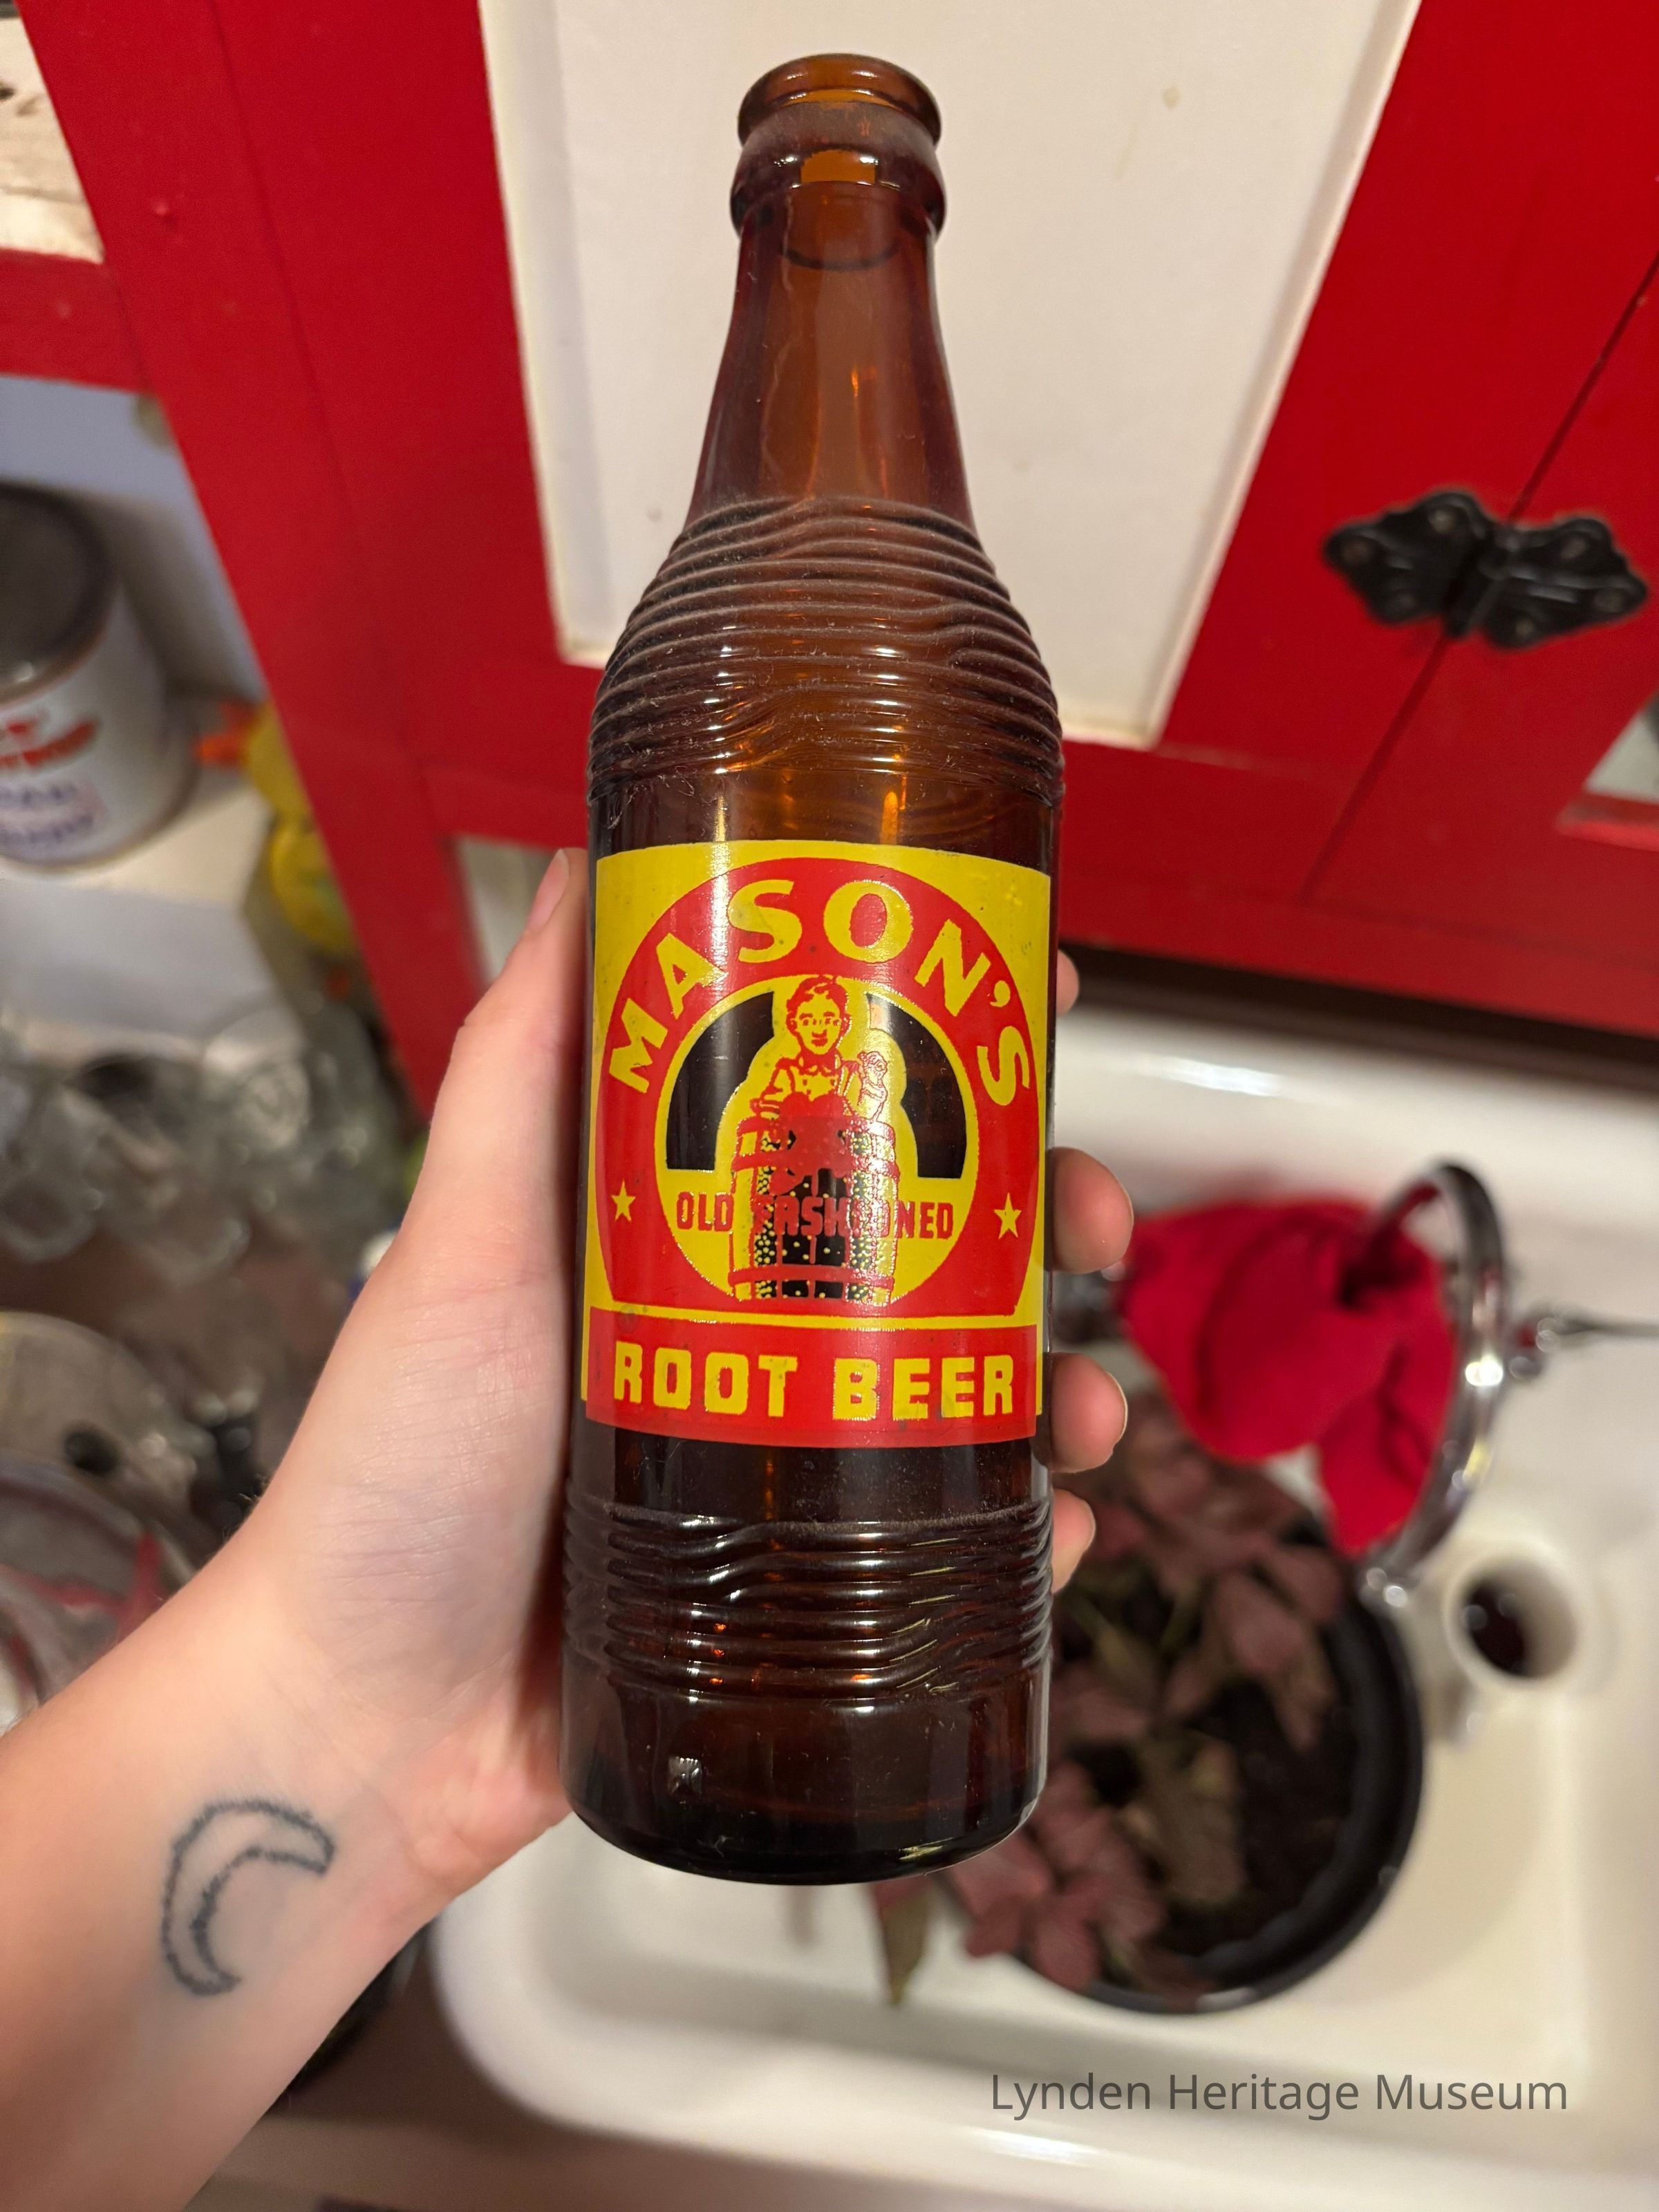 MASON'S
OLD FASHIONED
ROOT BEER
Lynden Heritage Museum